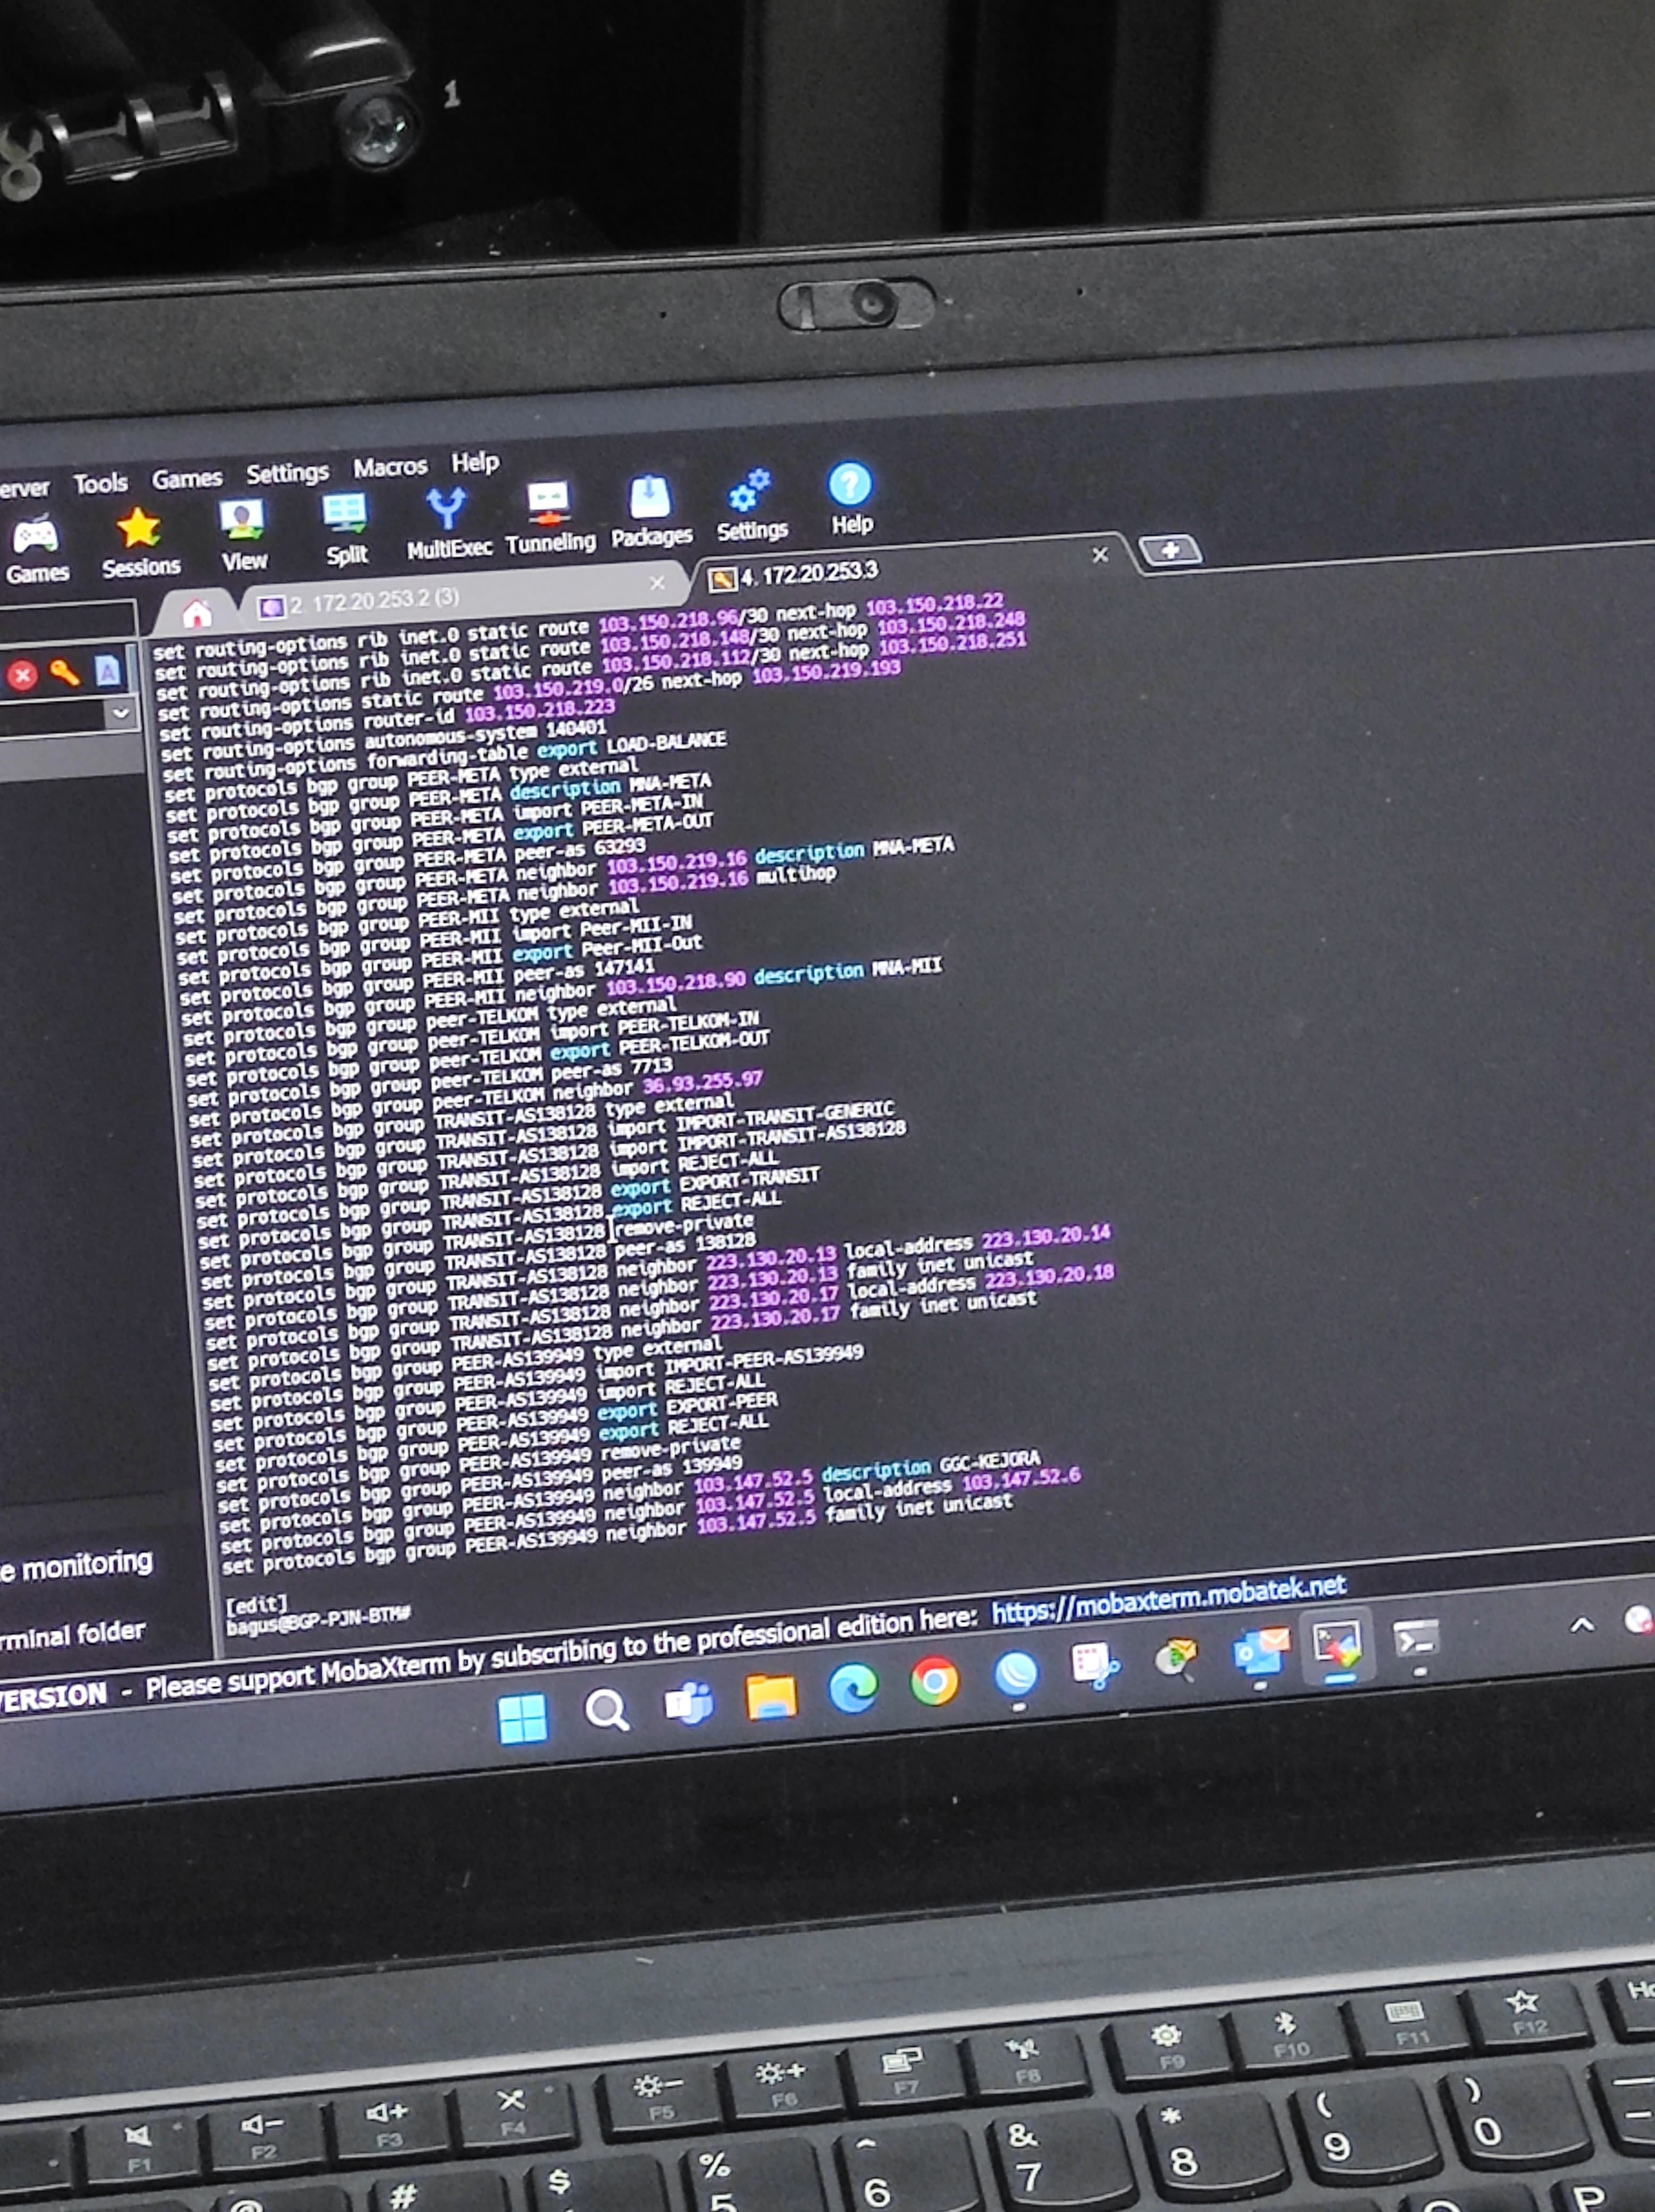 1
erver Tools Games Settings Macros Help
Games Sessions View Split MultiExec Tunneling Packages Settings Help
2. 172.20.253.2 (3)
4. 172.20.253.3
set routing-options rib inet.0 static route 103.150.218.96/30 next-hop 103.150.218.22
set routing-options rib inet.0 static route 103.150.218.148/30 next-hop 103.150.218.248
set routing-options rib inet.0 static route 103.150.218.112/30 next-hop 103.150.218.251
set routing-options static route 103.150.219.0/26 next-hop 103.150.219.193
set routing-options router-id 103.150.218.223
set routing-options autonomous-system 140401
set routing-options forwarding-table export LOAD-BALANCE
set protocols bgp group PEER-META type external
set protocols bgp group PEER-META description MNA-META
set protocols bgp group PEER-META import PEER-META-IN
set protocols bgp group PEER-META export PEER-META-OUT
set protocols bgp group PEER-META peer-as 63293
set protocols bgp group PEER-META neighbor 103.150.219.16 description MNA-META
set protocols bgp group PEER-META neighbor 103.150.219.16 multihop
set protocols bgp group PEER-MII type external
set protocols bgp group PEER-MII import Peer-MII-IN
set protocols bgp group PEER-MII export Peer-MII-Out
set protocols bgp group PEER-MII peer-as 147141
set protocols bgp group PEER-MII neighbor 103.150.218.90 description MNA-MII
set protocols bgp group peer-TELKOM type external
set protocols bgp group peer-TELKOM import PEER-TELKOM-IN
set protocols bgp group peer-TELKOM export PEER-TELKOM-OUT
set protocols bgp group peer-TELKOM peer-as 7713
set protocols bgp group peer-TELKOM neighbor 36.93.255.97
set protocols bgp group TRANSIT-AS138128 type external
set protocols bgp group TRANSIT-AS138128 import IMPORT-TRANSIT-GENERIC
set protocols bgp group TRANSIT-AS138128 import IMPORT-TRANSIT-AS138128
set protocols bgp group TRANSIT-AS138128 import REJECT-ALL
set protocols bgp group TRANSIT-AS138128 export EXPORT-TRANSIT
set protocols bgp group TRANSIT-AS138128 export REJECT-ALL
set protocols bgp group TRANSIT-AS138128 remove-private
set protocols bgp group TRANSIT-AS138128 peer-as 138128
set protocols bgp group TRANSIT-AS138128 neighbor 223.130.20.13 local-address 223.130.20.14
set protocols bgp group TRANSIT-AS138128 neighbor 223.130.20.13 family inet unicast
set protocols bgp group TRANSIT-AS138128 neighbor 223.130.20.17 local-address 223.130.20.18
set protocols bgp group TRANSIT-AS138128 neighbor 223.130.20.17 family inet unicast
set protocols bgp group PEER-AS139949 type external
set protocols bgp group PEER-AS139949 import IMPORT-PEER-AS139949
set protocols bgp group PEER-AS139949 import REJECT-ALL
set protocols bgp group PEER-AS139949 export EXPORT-PEER
set protocols bgp group PEER-AS139949 export REJECT-ALL
set protocols bgp group PEER-AS139949 remove-private
set protocols bgp group PEER-AS139949 peer-as 139949
set protocols bgp group PEER-AS139949 neighbor 103.147.52.5 description GGC-KEJORA
set protocols bgp group PEER-AS139949 neighbor 103.147.52.5 local-address 103.147.52.6
set protocols bgp group PEER-AS139949 neighbor 103.147.52.5 family inet unicast
[edit]
bagus@BGP-PJN-BTM#
e monitoring
rminal folder
VERSION - Please support MobaXterm by subscribing to the professional edition here: https://mobaxterm.mobatek.net
F1 F2 F3 F4 F5 F6 F7 F8 F9 F10 F11 F12
@ # $ % 5 ^ 6 & 7 * 8 ( 9 ) 0
P